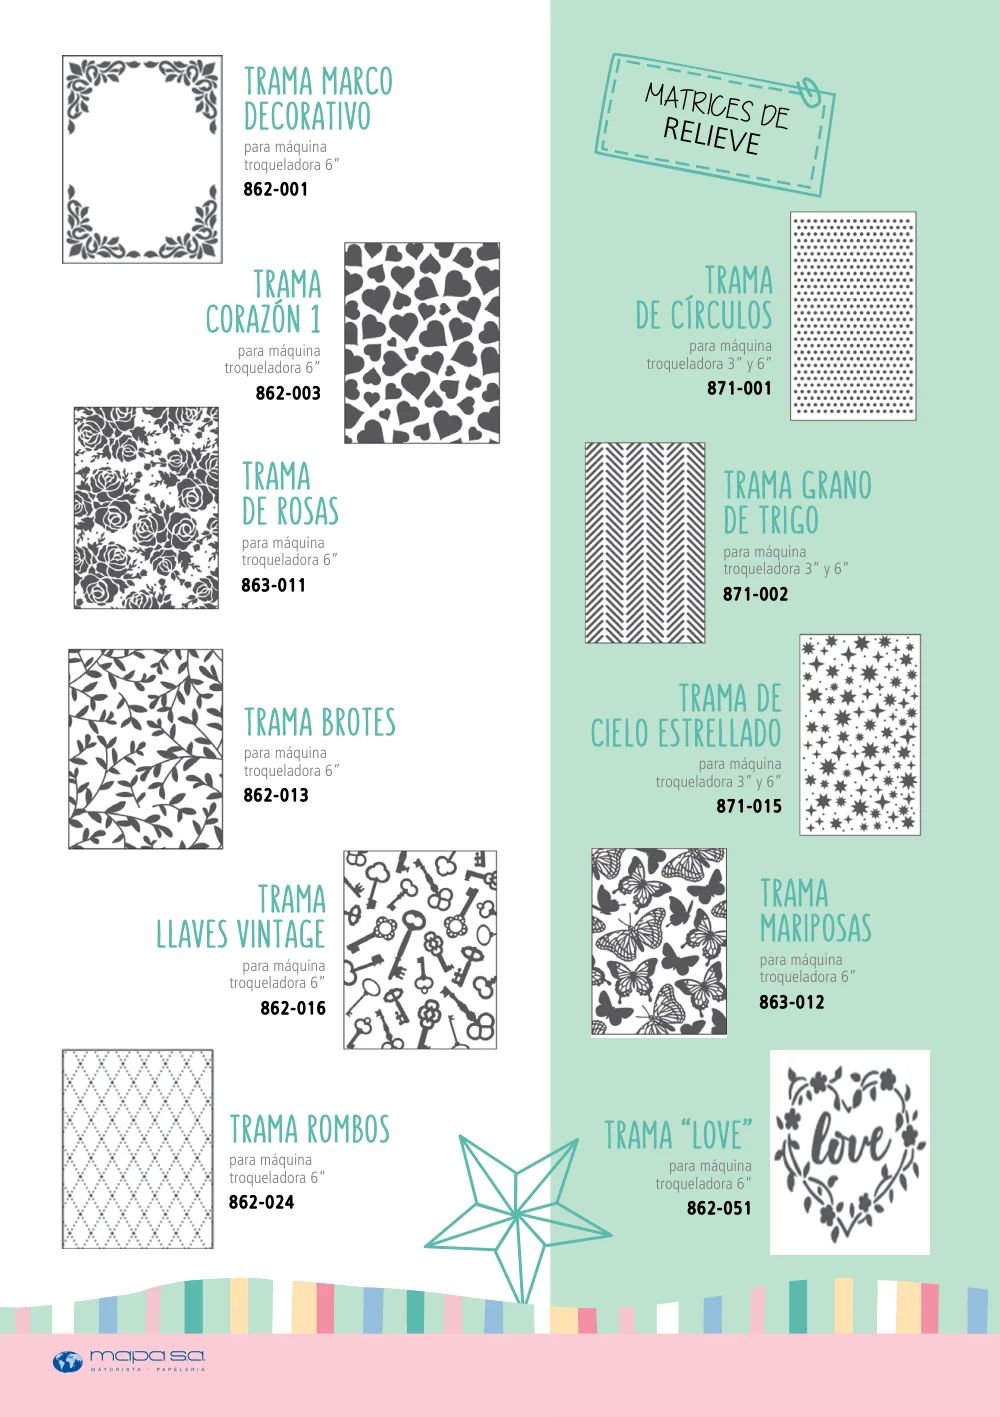 TRAMA MARCO
DECORATIVO
para máquina
troqueladora 6”
862-001
TRAMA
CORAZÓN 1
para máquina
troqueladora 6”
862-003
TRAMA
DE ROSAS
para máquina
troqueladora 6”
863-011
TRAMA BROTES
para máquina
troqueladora 6”
862-013
TRAMA
LLAVES VINTAGE
para máquina
troqueladora 6”
862-016
TRAMA ROMBOS
para máquina
troqueladora 6”
862-024
MATRICES DE
RELIEVE
TRAMA
DE CÍRCULOS
para máquina
troqueladora 3” y 6”
871-001
TRAMA GRANO
DE TRIGO
para máquina
troqueladora 3” y 6”
871-002
TRAMA DE
CIELO ESTRELLADO
para máquina
troqueladora 3” y 6”
871-015
TRAMA
MARIPOSAS
para máquina
troqueladora 6”
863-012
TRAMA “LOVE”
para máquina
troqueladora 6”
862-051
love
mapa s.a.
MAYORISTA - PAPELERIA